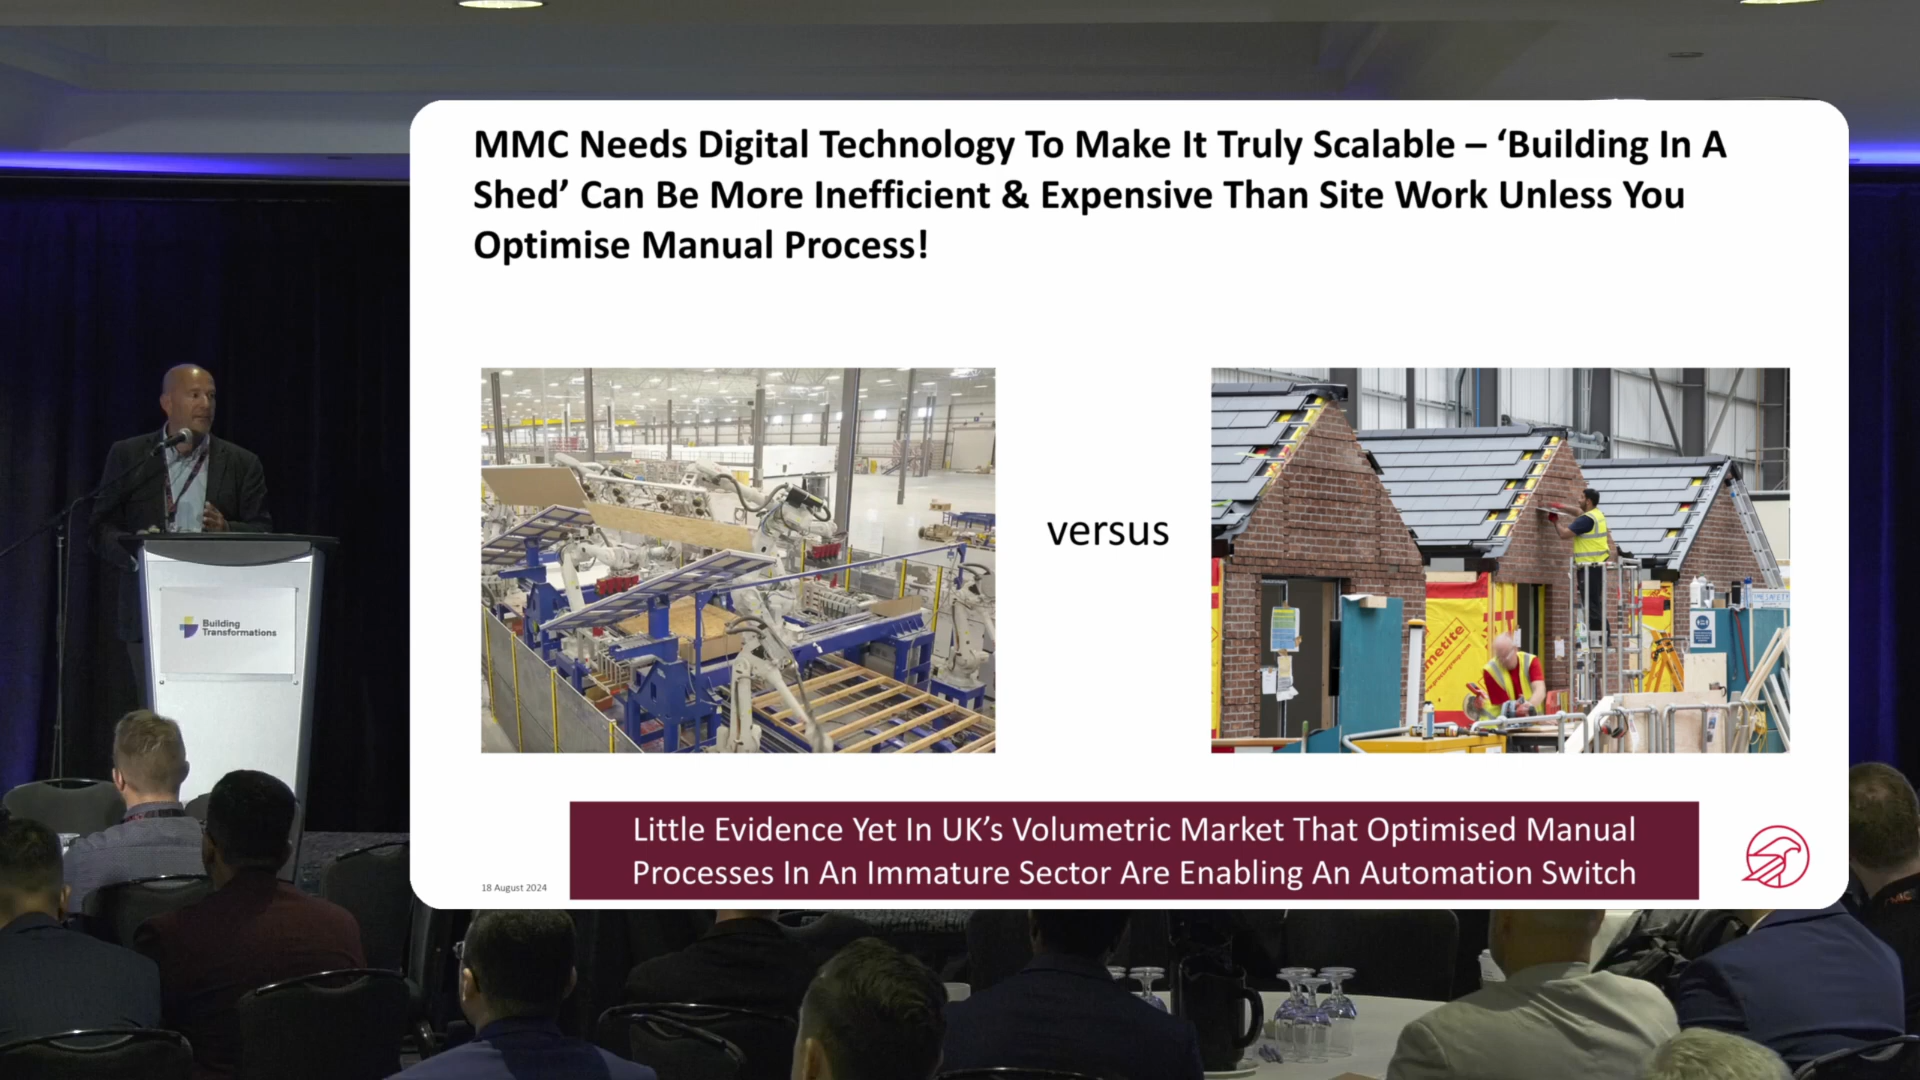 MMC Needs Digital Technology To Make It Truly Scalable – ‘Building In A
Shed’ Can Be More Inefficient & Expensive Than Site Work Unless You
Optimise Manual Process!
versus
metite
Building
Transformations
Little Evidence Yet In UK’s Volumetric Market That Optimised Manual
Processes In An Immature Sector Are Enabling An Automation Switch
18 August 2024